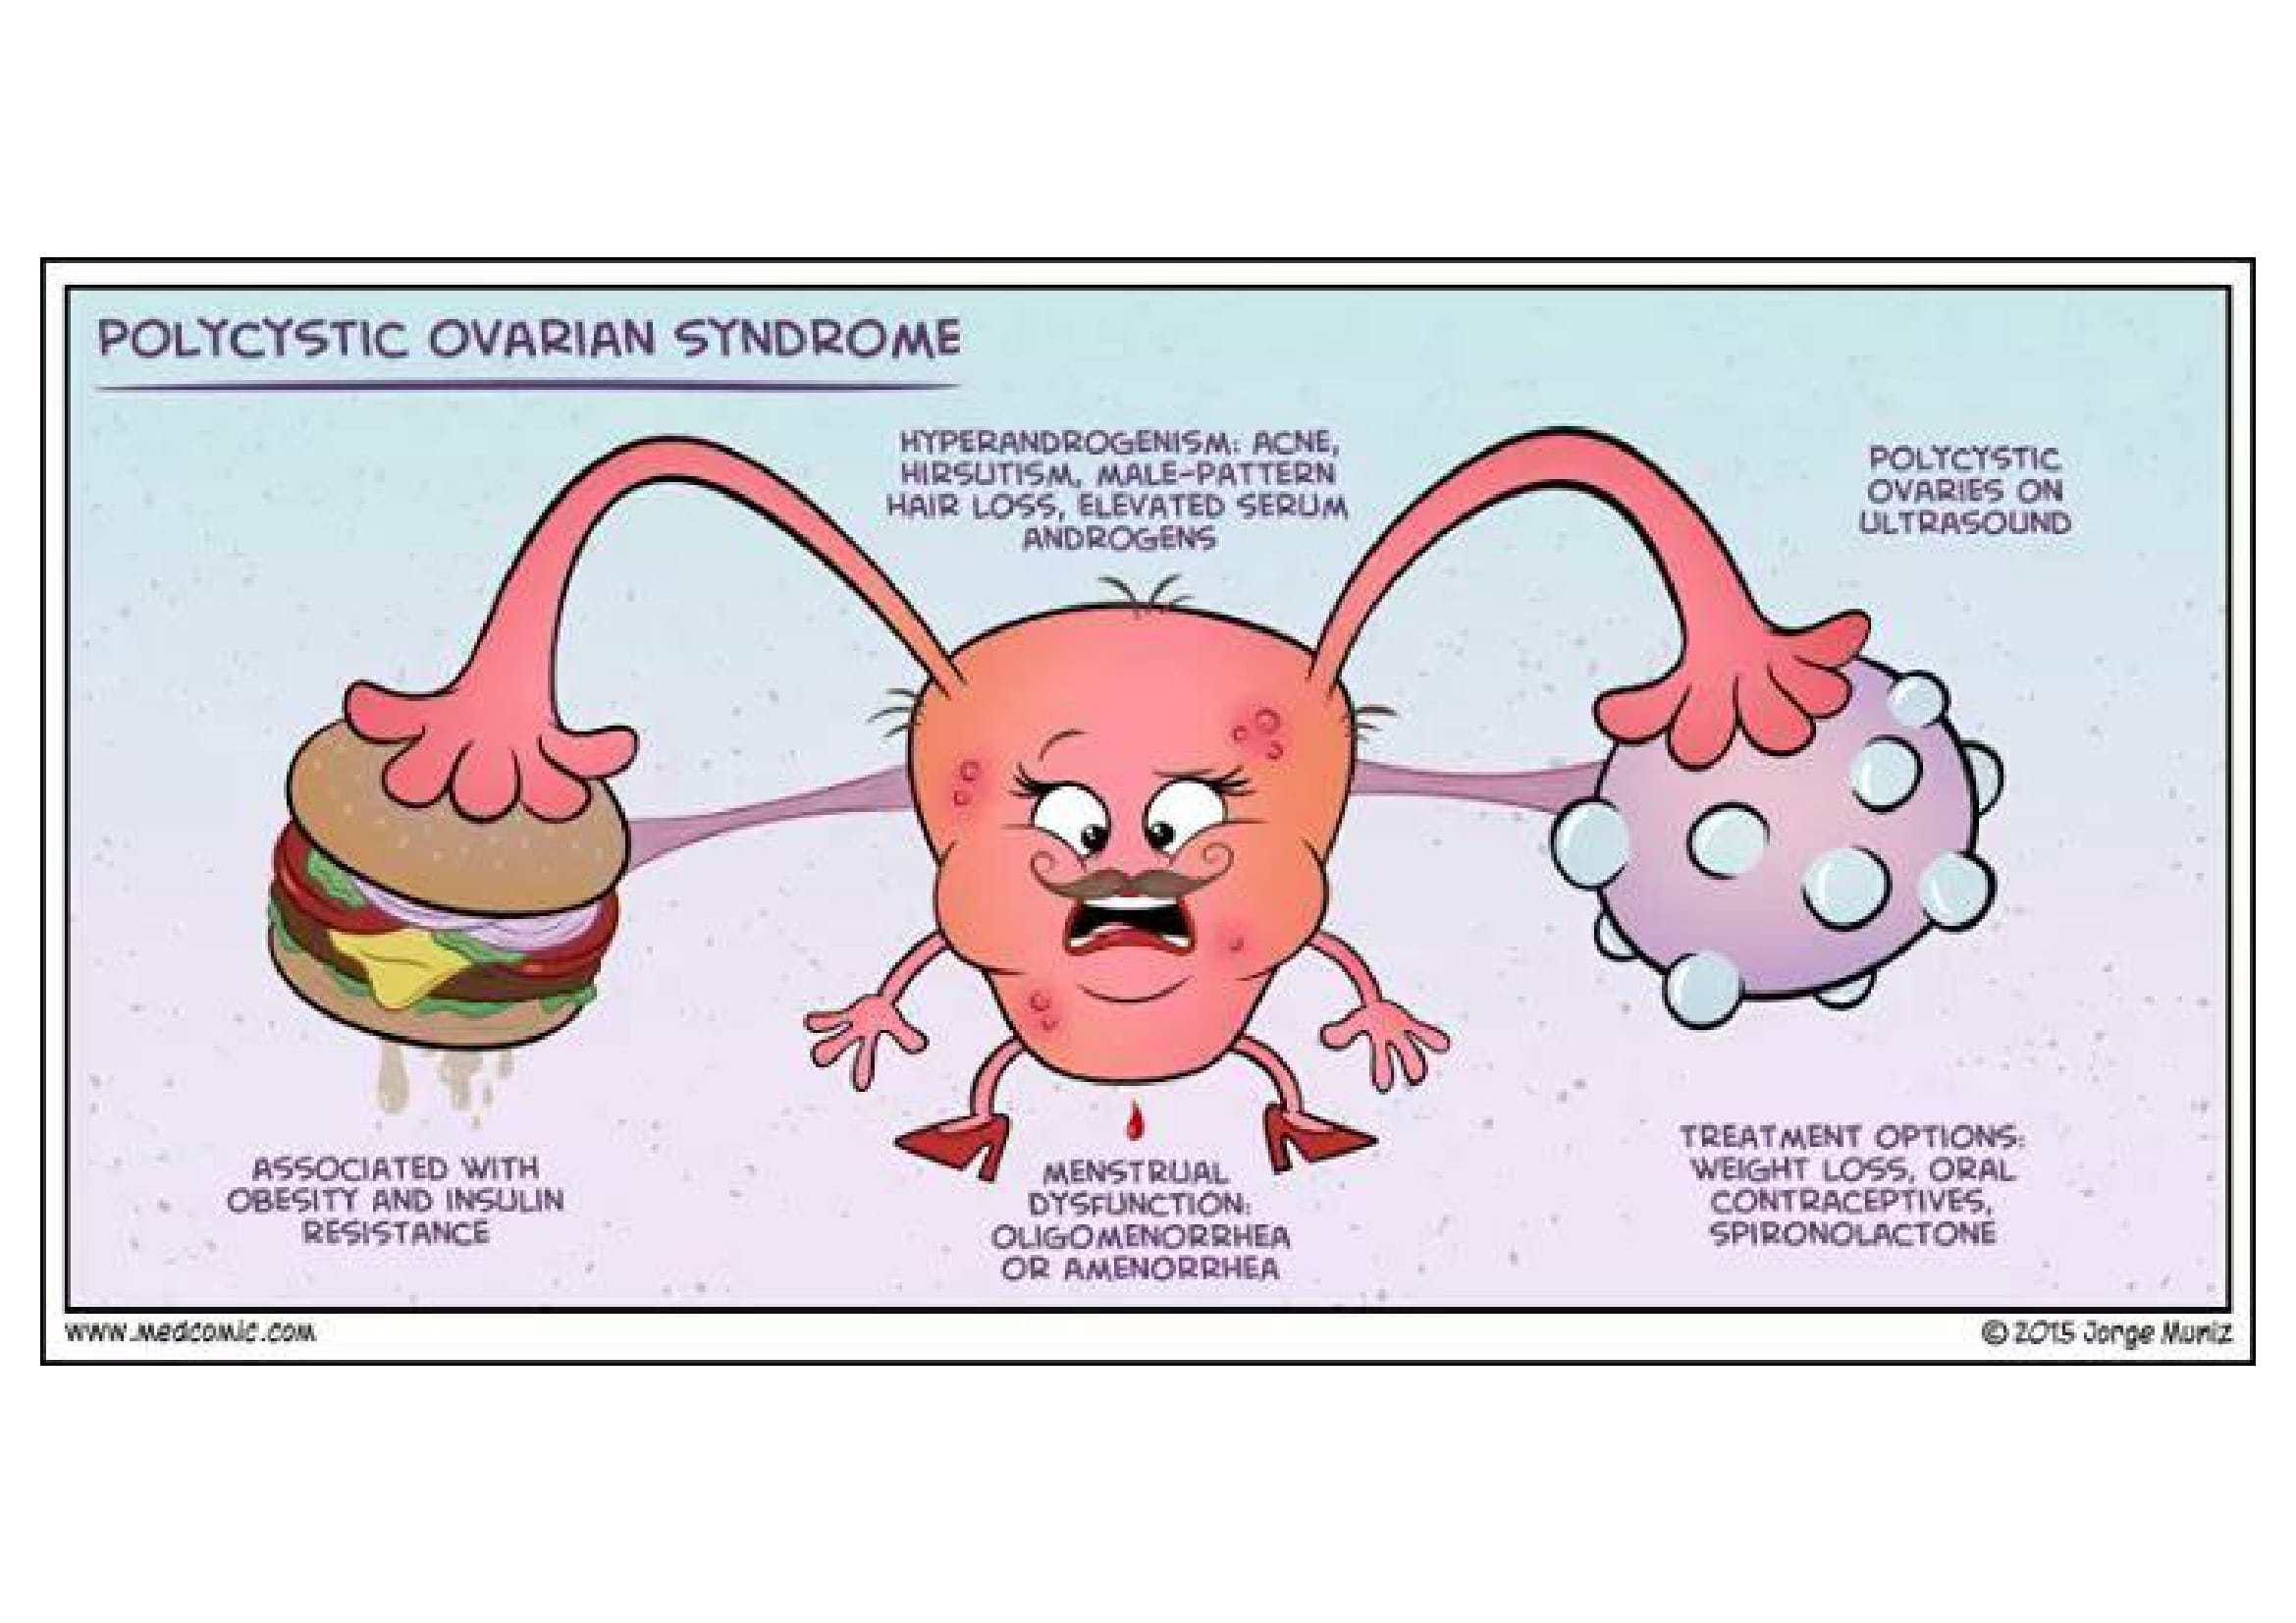 POLYCYSTIC OVARIAN SYNDROME
HYPERANDROGENISM: ACNE,
HIRSUTISM, MALE-PATTERN
HAIR LOSS, ELEVATED SERUM
ANDROGENS
POLYCYSTIC
OVARIES ON
ULTRASOUND
ASSOCIATED WITH
OBESITY AND INSULIN
RESISTANCE
MENSTRUAL
DYSFUNCTION:
OLIGOMENORRHEA
OR AMENORRHEA
TREATMENT OPTIONS:
WEIGHT LOSS, ORAL
CONTRACEPTIVES,
SPIRONOLACTONE
www.medcomic.com
© 2015 Jorge Muniz